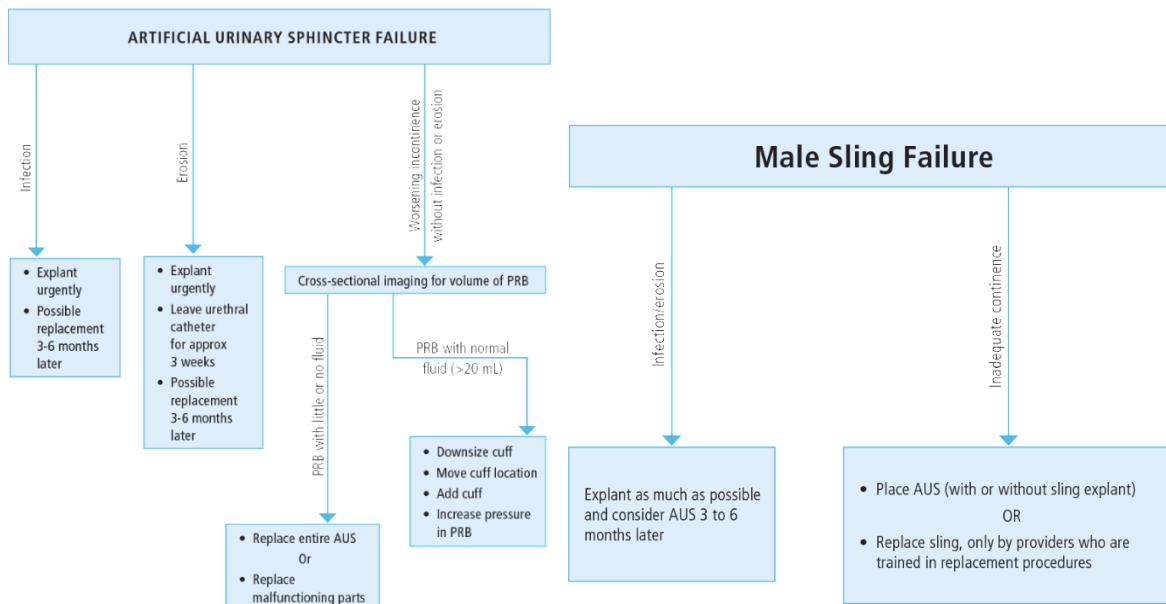 ARTIFICIAL URINARY SPHINCTER FAILURE
Infection
Erosion
Worsening incontinence
without infection or erosion
• Explant
urgently
• Possible
replacement
3-6 months
later
• Explant
urgently
• Leave urethral
catheter
for approx
3 weeks
• Possible
replacement
3-6 months
later
Cross-sectional imaging for volume of PRB
PRB with little or no fluid
PRB with normal
fluid (>20 mL)
• Replace entire AUS
Or
• Replace
malfunctioning parts
• Downsize cuff
• Move cuff location
• Add cuff
• Increase pressure
in PRB
Male Sling Failure
Infection/erosion
Inadequate continence
Explant as much as possible
and consider AUS 3 to 6
months later
• Place AUS (with or without sling explant)
OR
• Replace sling, only by providers who are
trained in replacement procedures